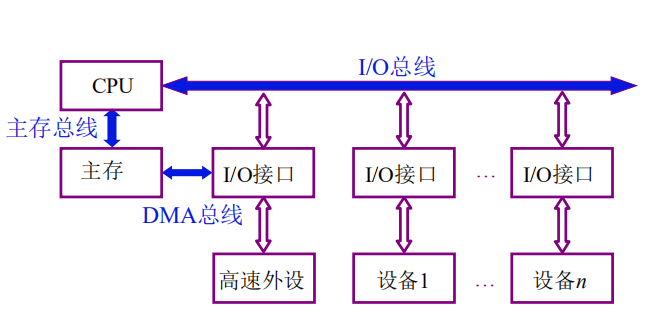 I/O总线
CPU
主存总线
主存
I/O接口
I/O接口
...
I/O接口
DMA总线
高速外设
设备1
...
设备n